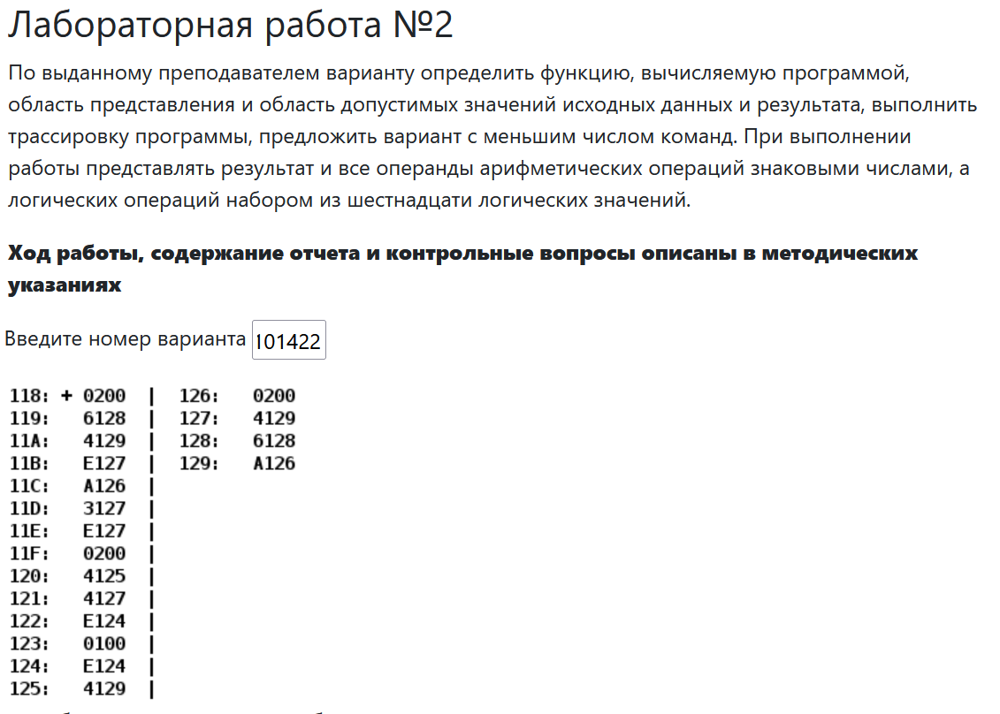 Лабораторная работа №2
По выданному преподавателем варианту определить функцию, вычисляемую программой,
область представления и область допустимых значений исходных данных и результата, выполнить
трассировку программы, предложить вариант с меньшим числом команд. При выполнении
работы представлять результат и все операнды арифметических операций знаковыми числами, а
логических операций набором из шестнадцати логических значений.
Ход работы, содержание отчета и контрольные вопросы описаны в методических
указаниях
Введите номер варианта 101422
118: + 0200 | 126: 0200
119: 6128 | 127: 4129
11A: 4129 | 128: 6128
11B: E127 | 129: A126
11C: A126 |
11D: 3127 |
11E: E127 |
11F: 0200 |
120: 4125 |
121: 4127 |
122: E124 |
123: 0100 |
124: E124 |
125: 4129 |